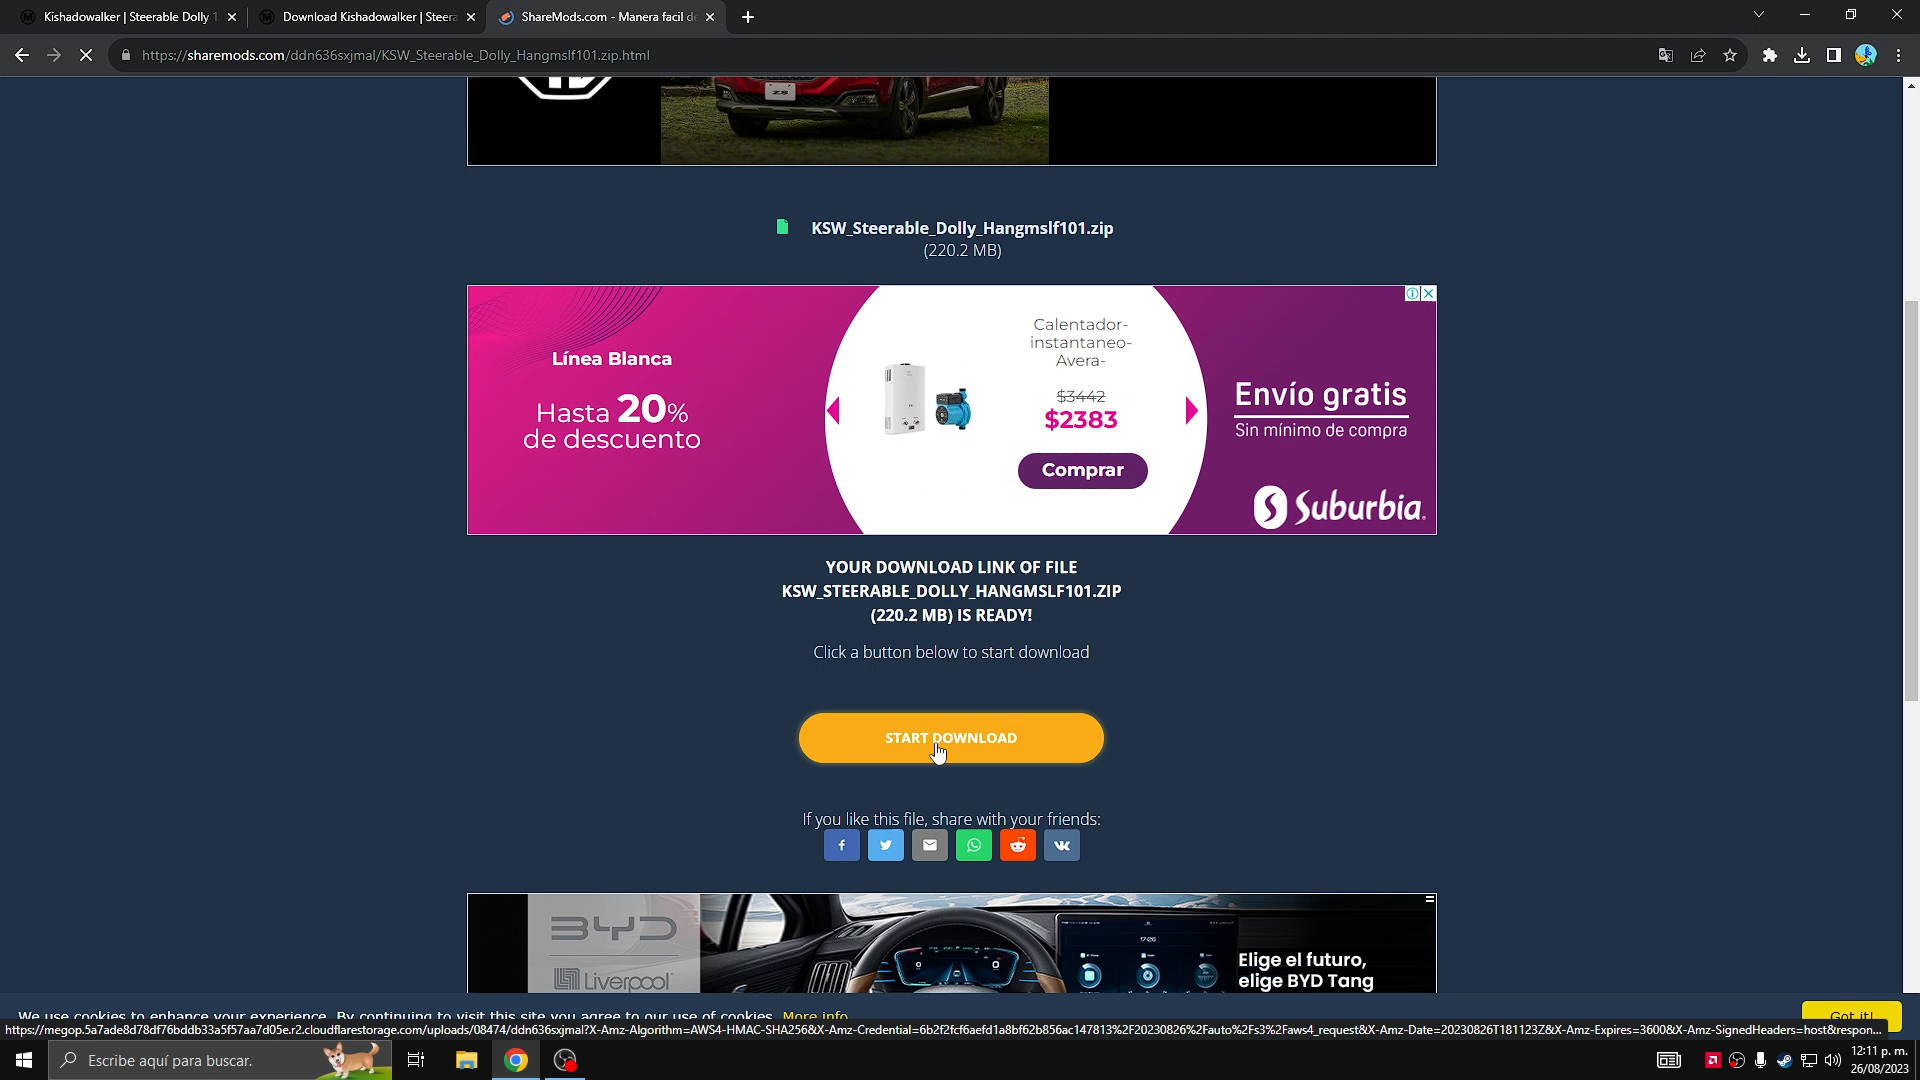 Kishadowalker | Steerable Dolly 1
Download Kishadowalker | Steera
ShareMods.com - Manera facil de
https://sharemods.com/ddn636sxjmal/KSW_Steerable_Dolly_Hangmslf101.zip.html
ZS
KSW_Steerable_Dolly_Hangmslf101.zip
(220.2 MB)
Línea Blanca
Hasta 20%
de descuento
Calentador-
instantaneo-
Avera-
$3442
$2383
Comprar
Envío gratis
Sin mínimo de compra
Suburbia.
YOUR DOWNLOAD LINK OF FILE
KSW_STEERABLE_DOLLY_HANGMSLF101.ZIP
(220.2 MB) IS READY!
Click a button below to start download
START DOWNLOAD
If you like this file, share with your friends:
BYD
Liverpool
17:26
Elige el futuro,
elige BYD Tang
We use cookies to enhance your experience. By continuing to visit this site you agree to our use of cookies. More info
Got it!
https://megop.5a7ade8d78df76bddb33a5f57aa7d05e.r2.cloudflarestorage.com/uploads/08474/ddn636sxjmal?X-Amz-Algorithm=AWS4-HMAC-SHA256&X-Amz-Credential=6b2f2fcf6aefd1a8bf62b856ac147813%2F20230826%2Fauto%2Fs3%2Faws4_request&X-Amz-Date=20230826T181123Z&X-Amz-Expires=3600&X-Amz-SignedHeaders=host&respon...
Escribe aquí para buscar.
12:11 p. m.
26/08/2023